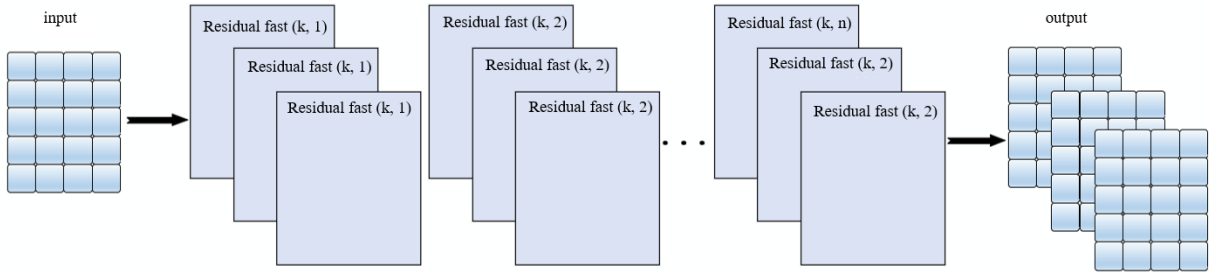 input
Residual fast (k, 1)
Residual fast (k, 1)
Residual fast (k, 1)
Residual fast (k, 2)
Residual fast (k, 2)
Residual fast (k, 2)
. . .
Residual fast (k, n)
Residual fast (k, 2)
Residual fast (k, 2)
output